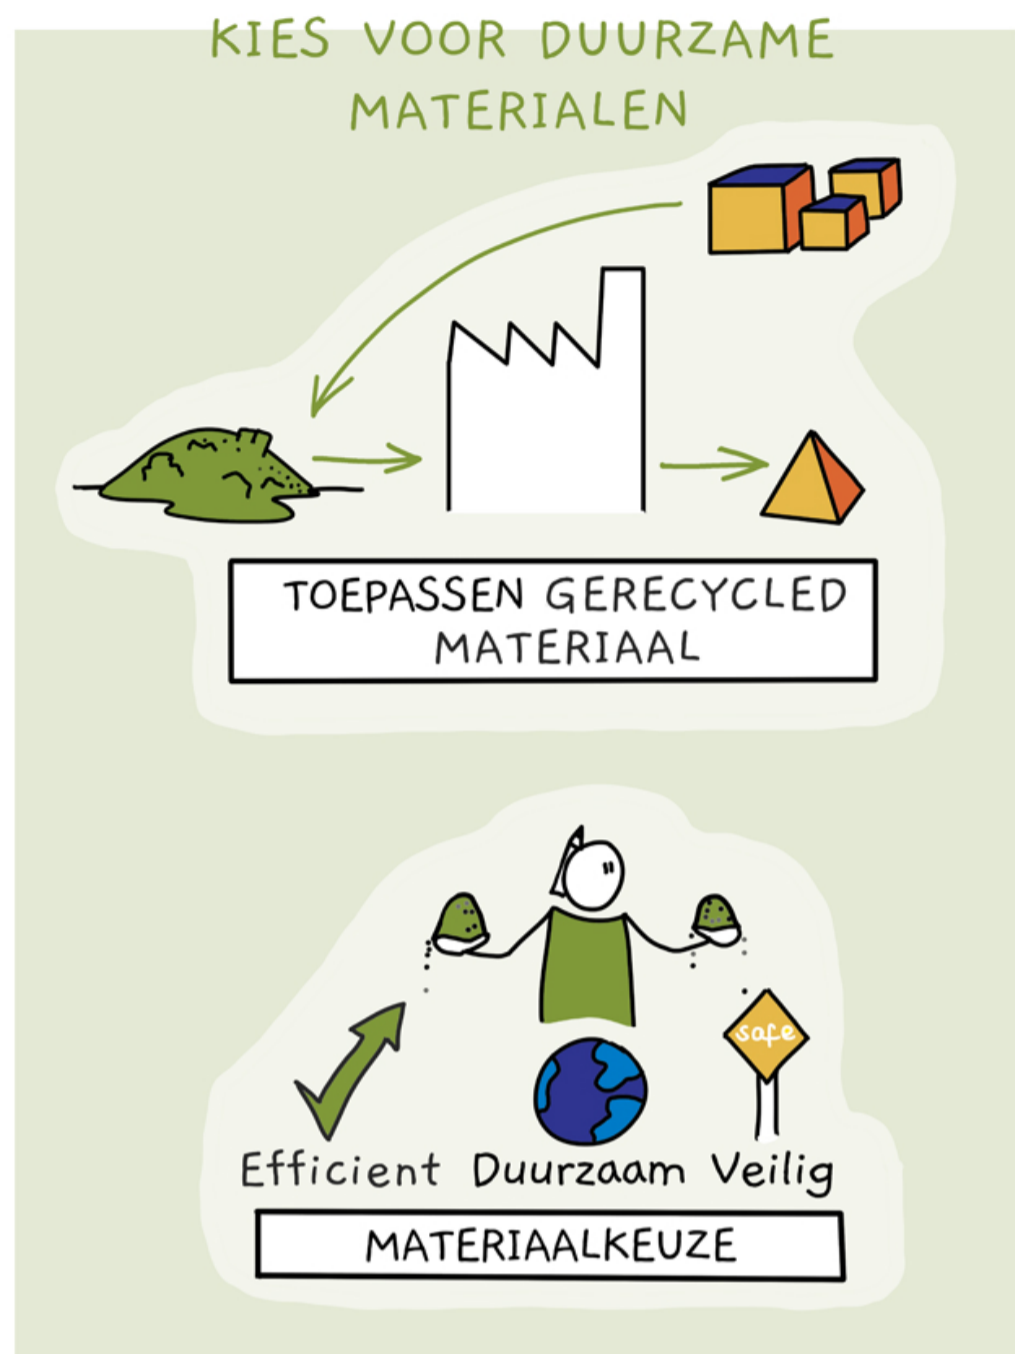 KIES VOOR DUURZAME
MATERIALEN
TOEPASSEN GERECYCLED
MATERIAAL
safe
Efficient Duurzaam Veilig
MATERIAALKEUZE